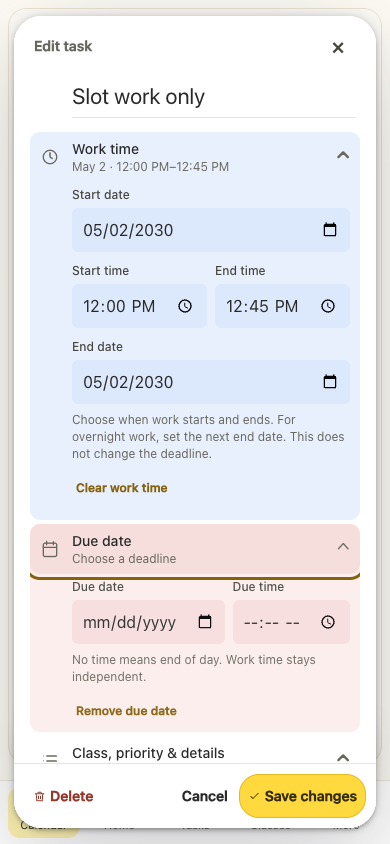 Edit task
Slot work only
Work time
May 2 · 12:00 PM–12:45 PM
Start date
05/02/2030
Start time
End time
12:00 PM
12:45 PM
End date
05/02/2030
Choose when work starts and ends. For
overnight work, set the next end date. This does
not change the deadline.
Clear work time
Due date
Choose a deadline
Due date
Due time
mm/dd/yyyy
--:-- --
No time means end of day. Work time stays
independent.
Remove due date
Class, priority & details
Delete
Cancel
Save changes